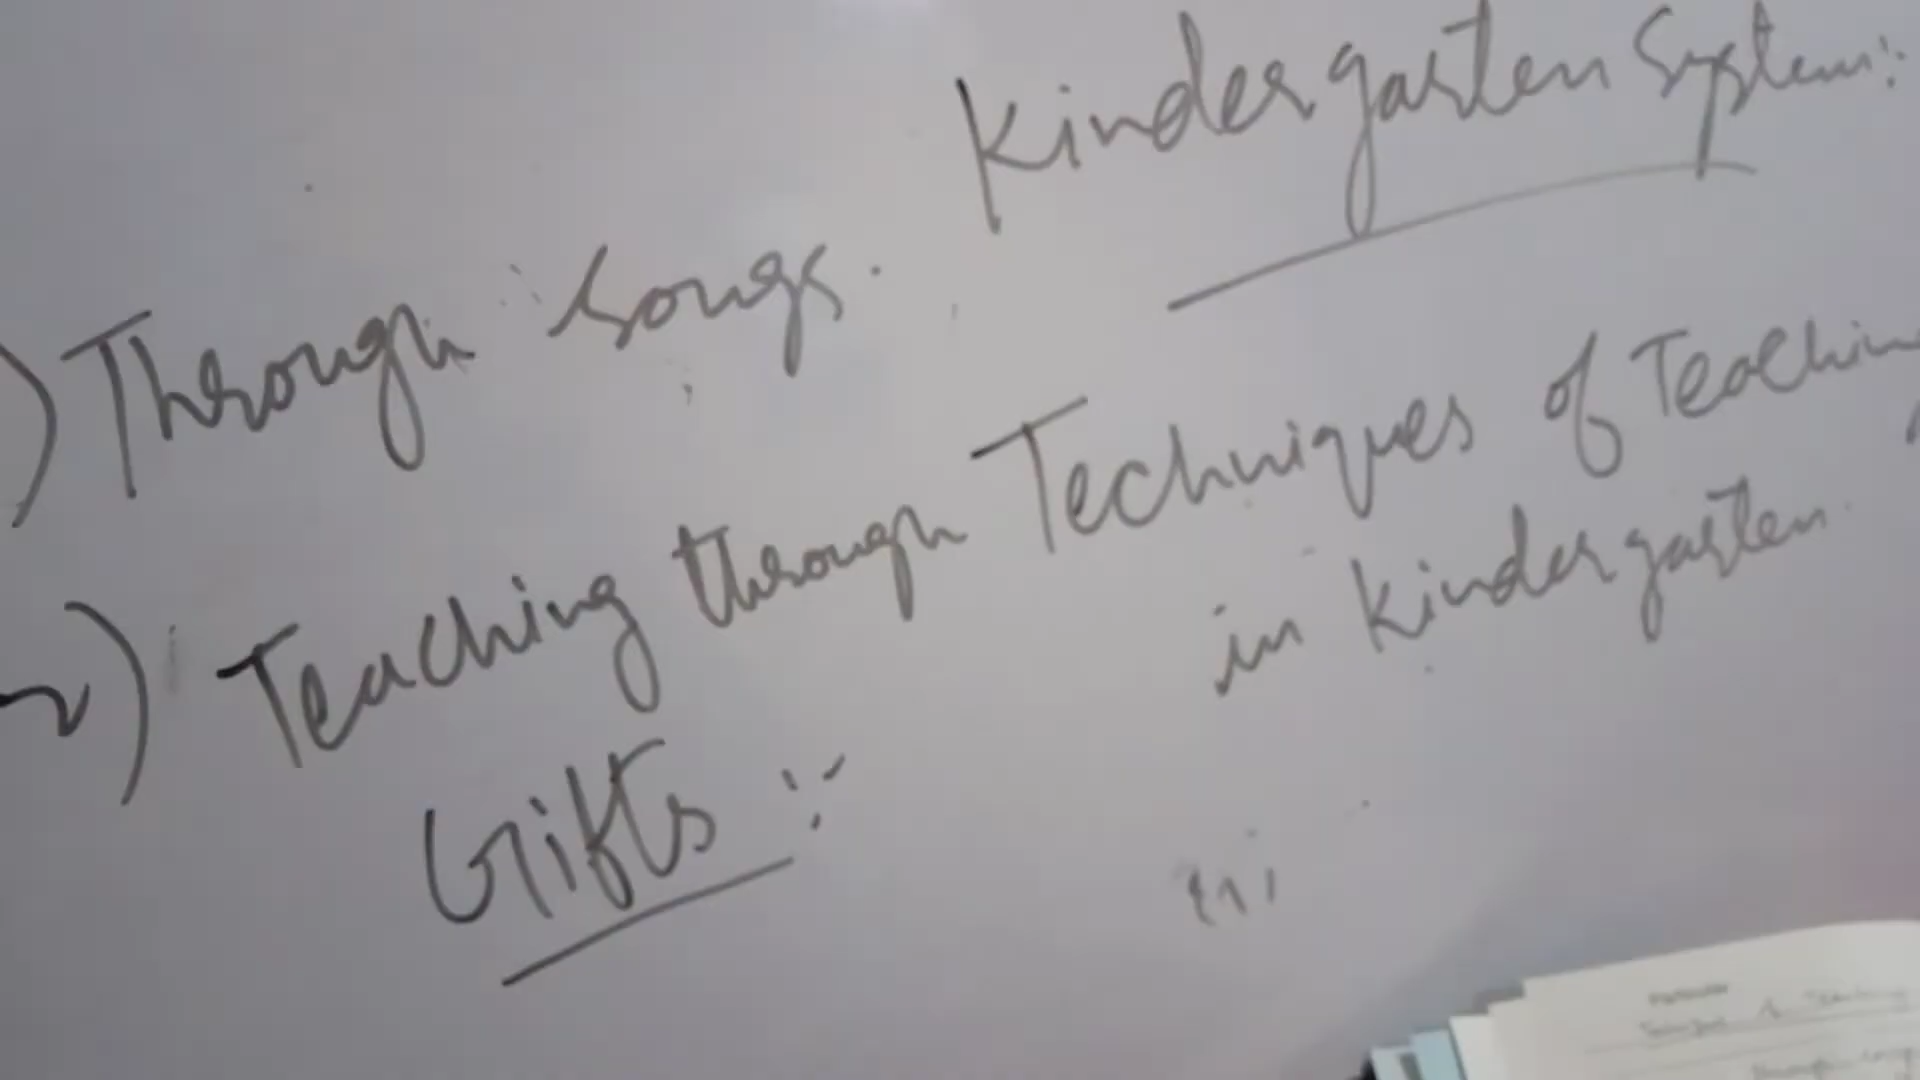 Kindergarten System:
) Through songs.
Techniques of Teaching
in kindergarten.
2) Teaching through
Gifts :-